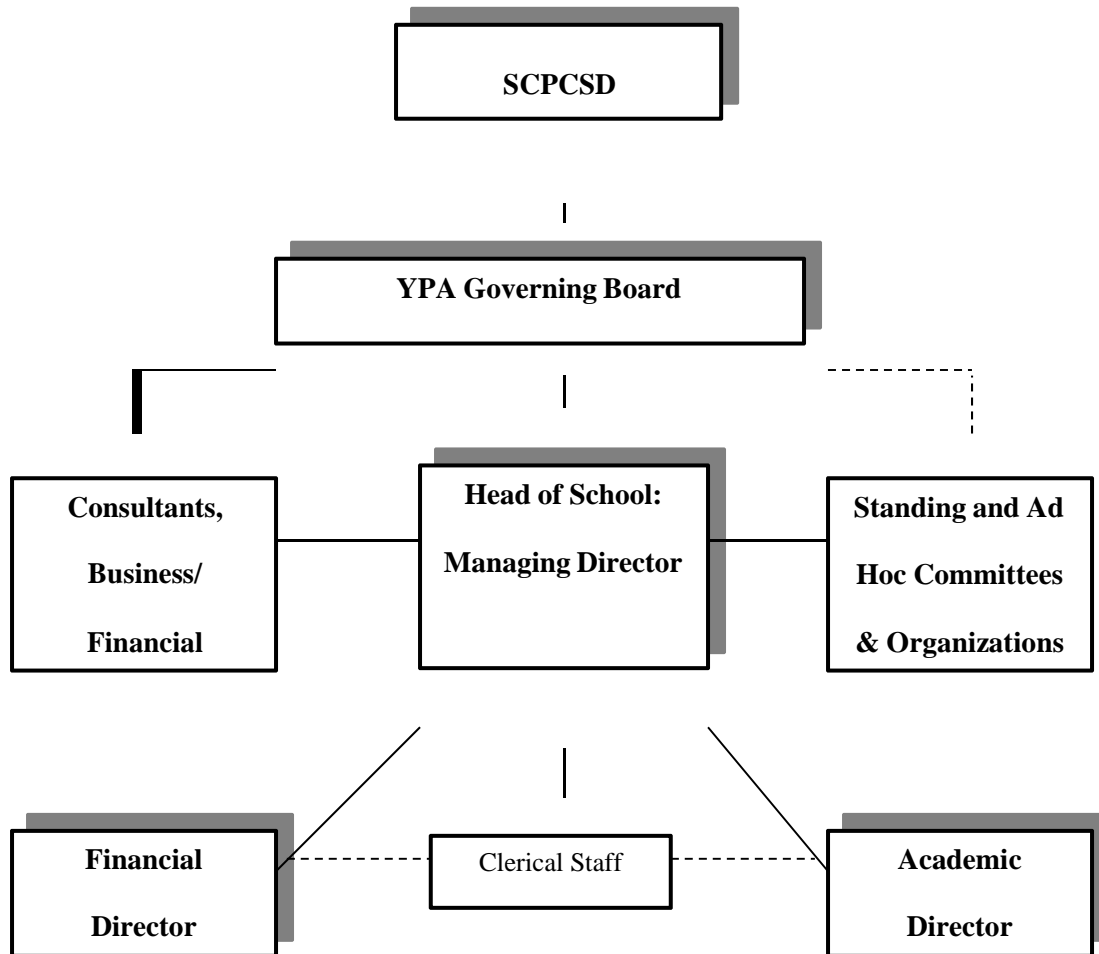 SCPCSD
YPA Governing Board
Consultants,
Business/
Financial
Head of School:
Managing Director
Standing and Ad
Hoc Committees
& Organizations
Financial
Director
Clerical Staff
Academic
Director